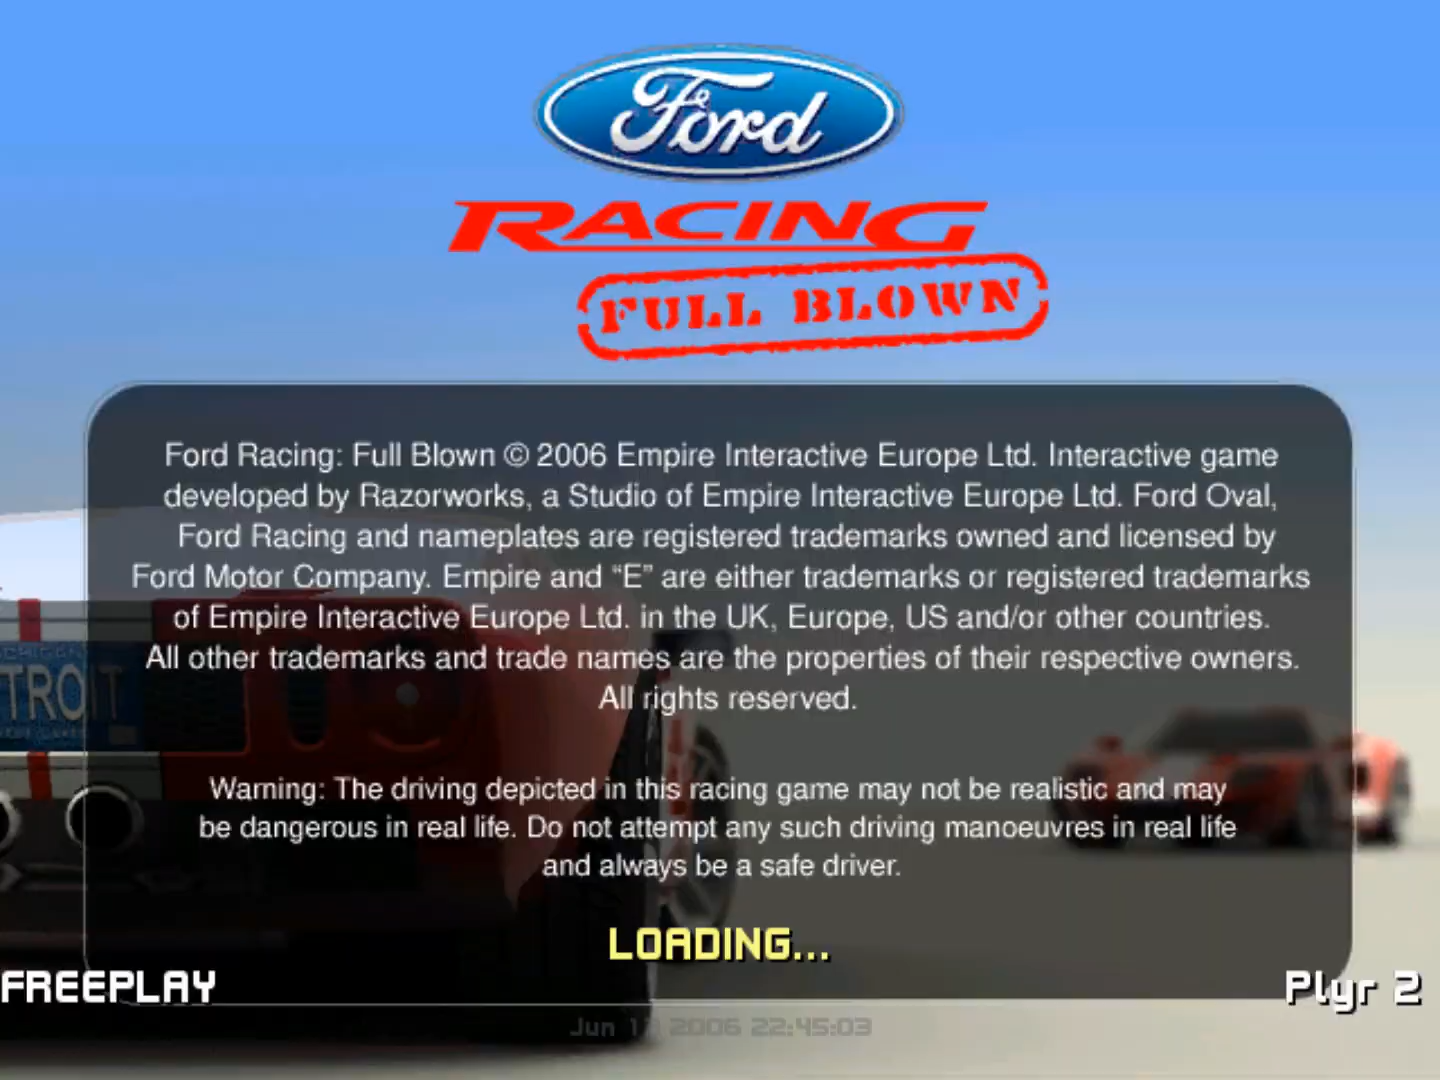 Ford
RACING
FULL BLOWN
Ford Racing: Full Blown © 2006 Empire Interactive Europe Ltd. Interactive game
developed by Razorworks, a Studio of Empire Interactive Europe Ltd. Ford Oval,
Ford Racing and nameplates are registered trademarks owned and licensed by
Ford Motor Company. Empire and “E” are either trademarks or registered trademarks
of Empire Interactive Europe Ltd. in the UK, Europe, US and/or other countries.
All other trademarks and trade names are the properties of their respective owners.
All rights reserved.
Warning: The driving depicted in this racing game may not be realistic and may
be dangerous in real life. Do not attempt any such driving manoeuvres in real life
and always be a safe driver.
LOADING...
FREEPLAY
Plyr 2
Jun 2006 22:45:03